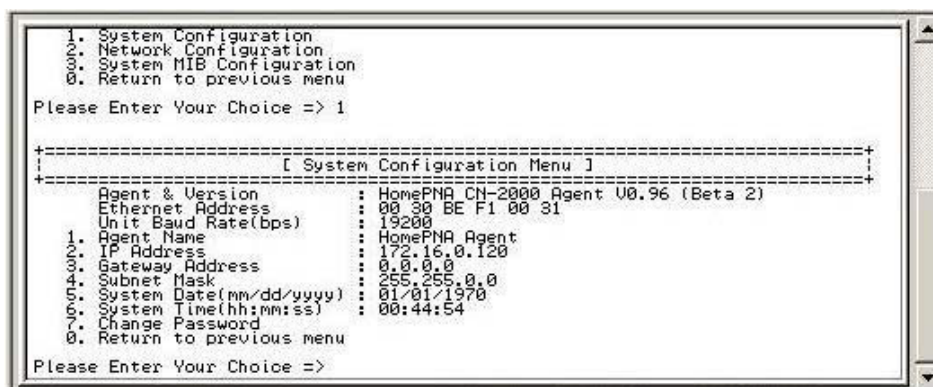 1. System Configuration
2. Network Configuration
3. System MIB Configuration
0. Return to previous menu
Please Enter Your Choice => 1
+============================================================================+
¦ [ System Configuration Menu ] ¦
+============================================================================+
Agent & Version : HomePNA CN-2000 Agent V0.96 (Beta 2)
Ethernet Address : 00 30 BE F1 00 31
Unit Baud Rate(bps) : 19200
1. Agent Name : HomePNA Agent
2. IP Address : 172.16.0.120
3. Gateway Address : 0.0.0.0
4. Subnet Mask : 255.255.0.0
5. System Date(mm/dd/yyyy) : 01/01/1970
6. System Time(hh:mm:ss) : 00:44:54
7. Change Password
0. Return to previous menu
Please Enter Your Choice =>